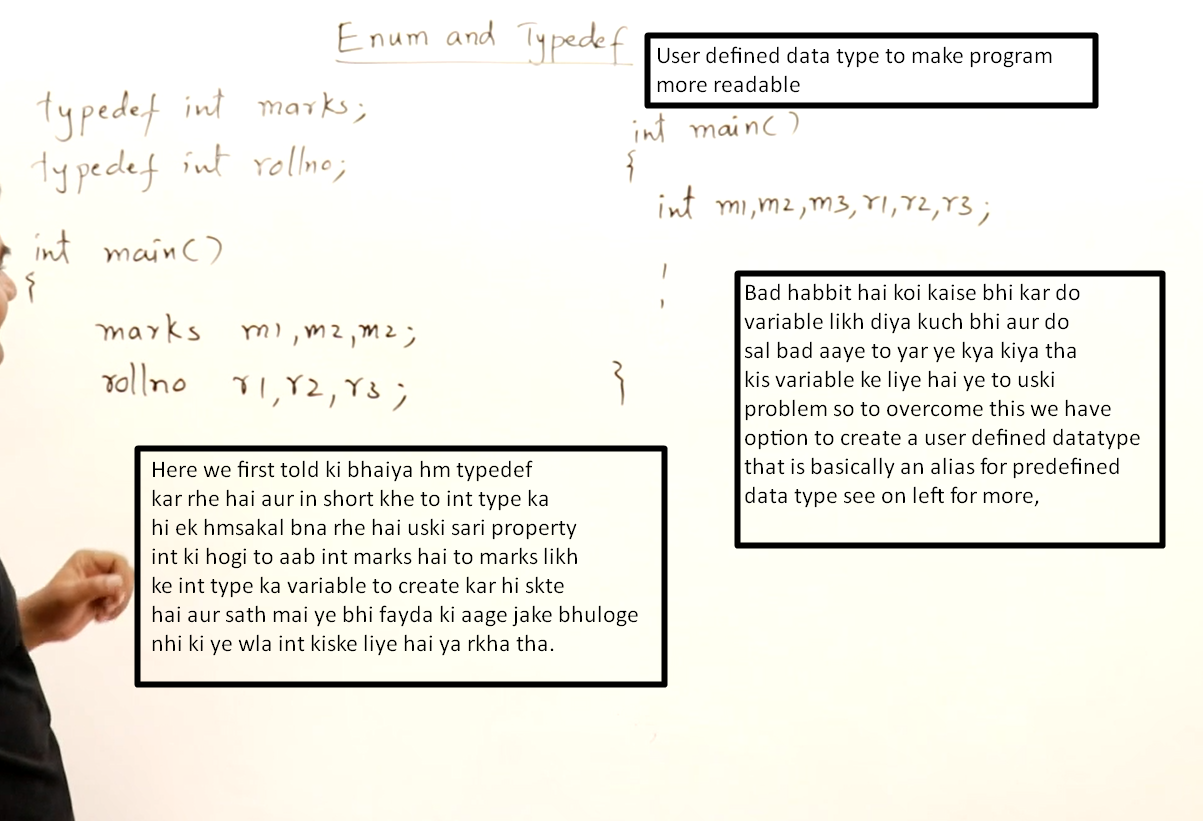 Enum and Typedef
User defined data type to make program
more readable
typedef int marks;
typedef int rollno;
int main()
{
marks m1,m2,m2;
rollno r1,r2,r3;
int main()
{
int m1,m2,m3,r1,r2,r3;
}
Bad habbit hai koi kaise bhi kar do
variable likh diya kuch bhi aur do
sal bad aaye to yar ye kya kiya tha
kis variable ke liye hai ye to uski
problem so to overcome this we have
option to create a user defined datatype
that is basically an alias for predefined
data type see on left for more,
Here we first told ki bhaiya hm typedef
kar rhe hai aur in short khe to int type ka
hi ek hmsakal bna rhe hai uski sari property
int ki hogi to aab int marks hai to marks likh
ke int type ka variable to create kar hi skte
hai aur sath mai ye bhi fayda ki aage jake bhuloge
nhi ki ye wla int kiske liye hai ya rkha tha.